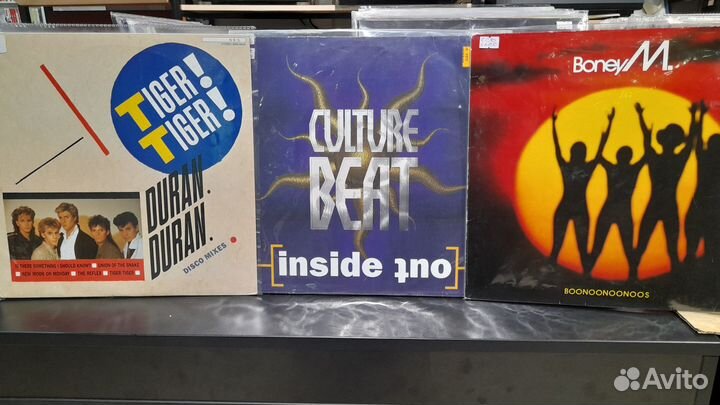 TIGER!
TIGER!
DURAN.
DURAN.
DISCO MIXES
IS THERE SOMETHING I SHOULD KNOW ■ UNION OF THE SNAKE
■ NEW MOON ON MONDAY ■ THE REFLEX ■ TIGER TIGER
CULTURE
BEAT
[inside out]
Boney M.
BOONOONOONOOS
Avito